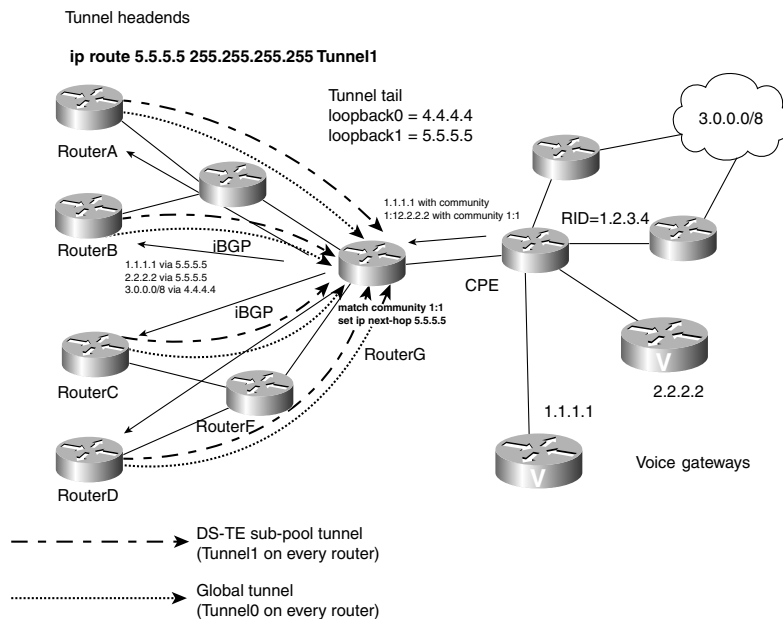 Tunnel headends
ip route 5.5.5.5 255.255.255.255 Tunnel1
Tunnel tail
loopback0 = 4.4.4.4
loopback1 = 5.5.5.5
3.0.0.0/8
RouterA
1.1.1.1 with community
1:12.2.2.2 with community 1:1
RID=1.2.3.4
RouterB
iBGP
1.1.1.1 via 5.5.5.5
2.2.2.2 via 5.5.5.5
3.0.0.0/8 via 4.4.4.4
CPE
iBGP
match community 1:1
set ip next-hop 5.5.5.5
RouterG
RouterC
V
2.2.2.2
1.1.1.1
RouterF
RouterD
V
Voice gateways
DS-TE sub-pool tunnel
(Tunnel1 on every router)
Global tunnel
(Tunnel0 on every router)